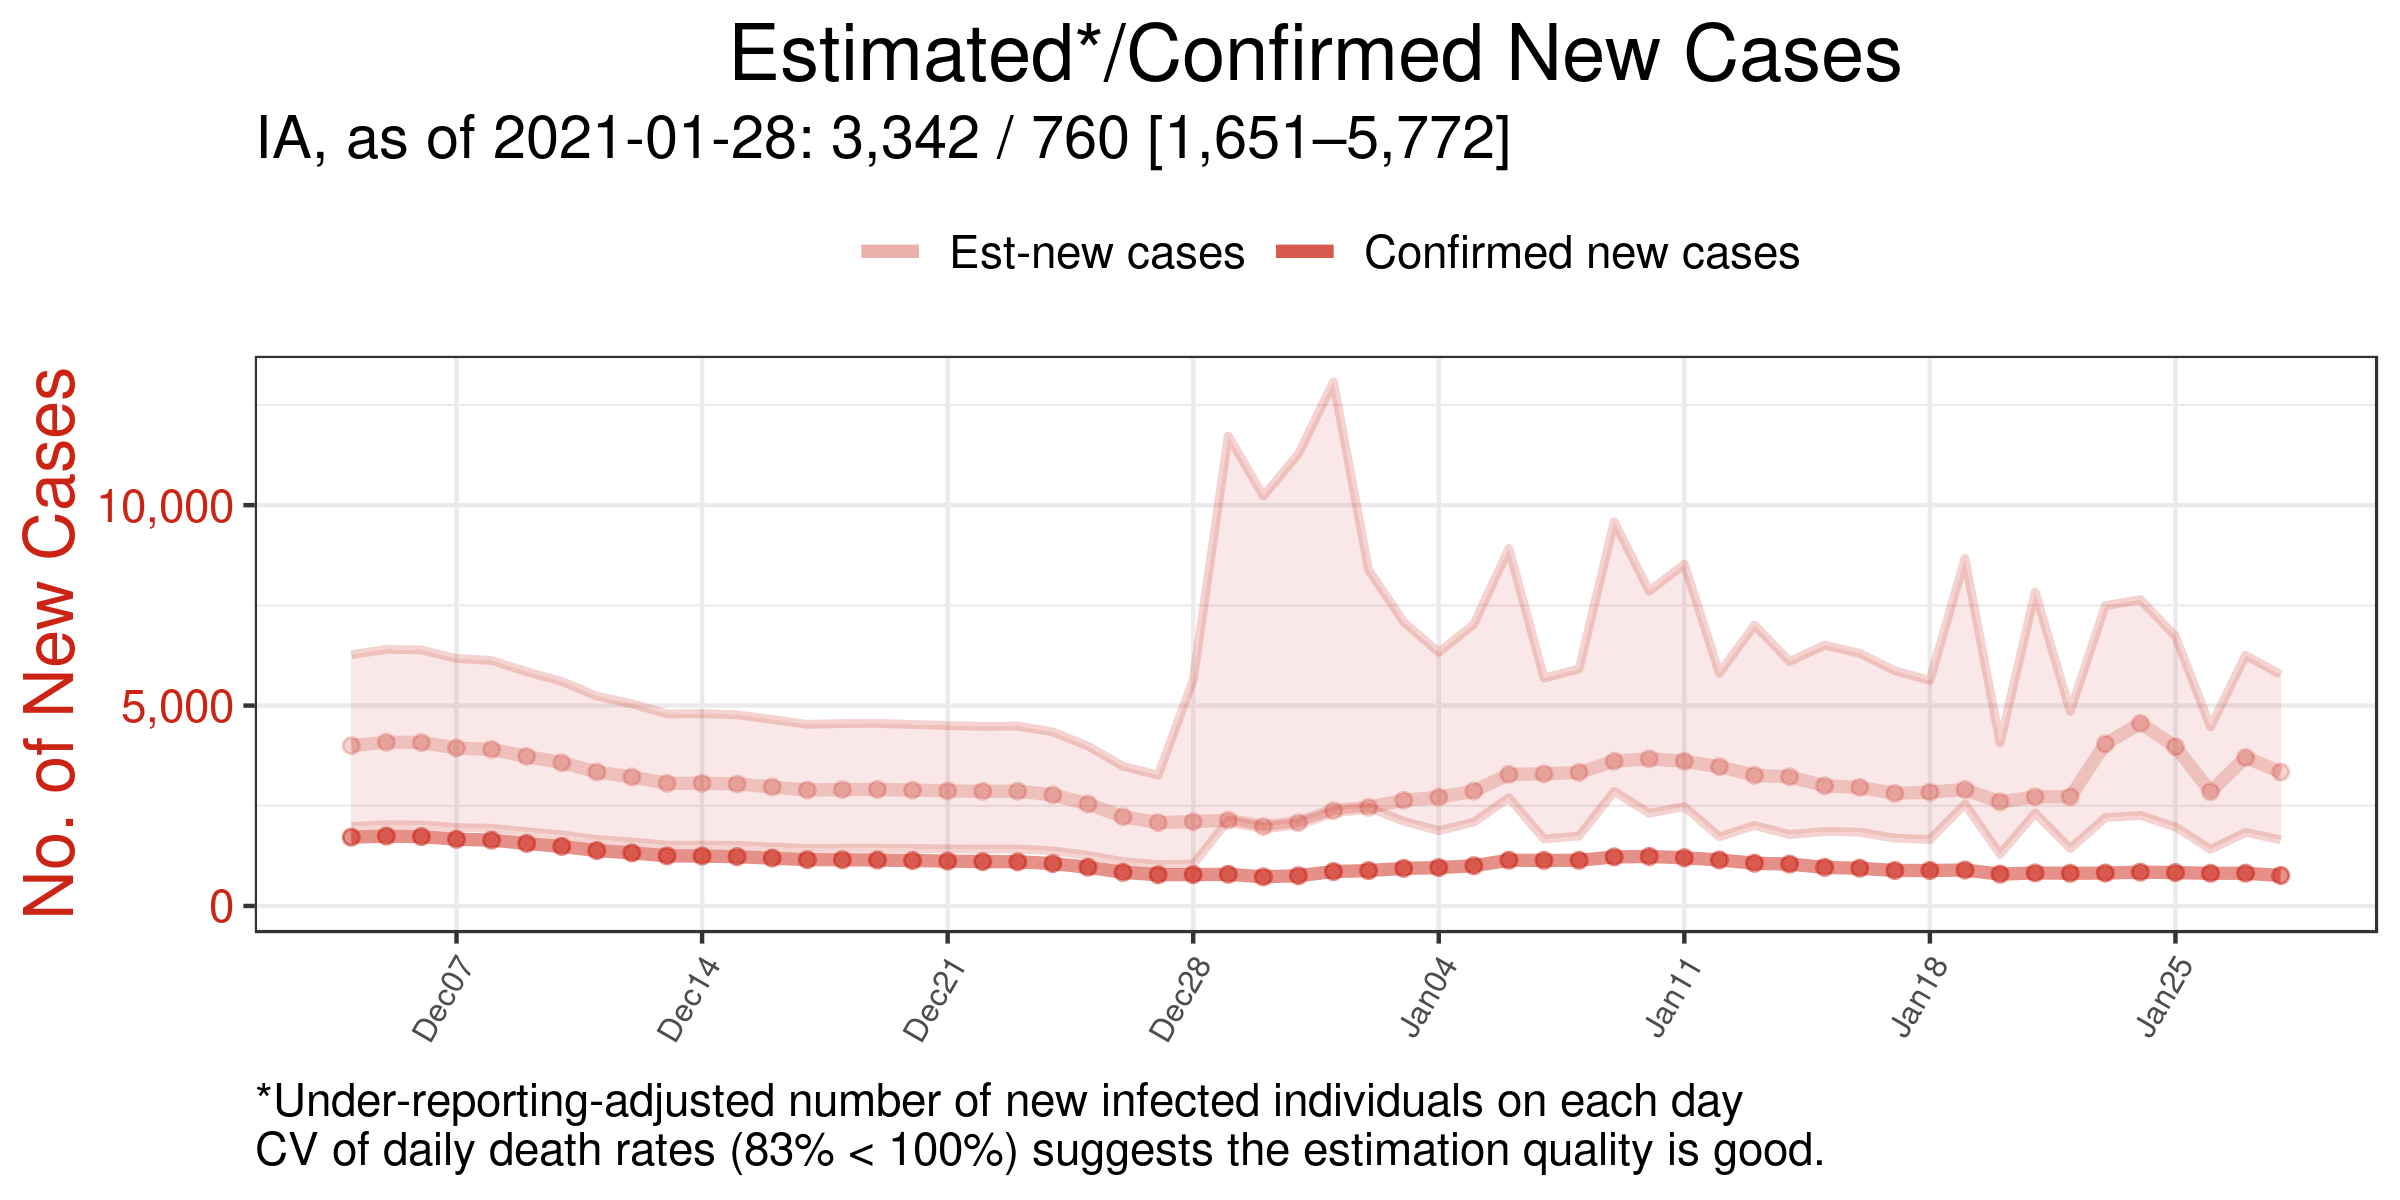 Estimated*/Confirmed New Cases
IA, as of 2021-01-28: 3,342 / 760 [1,651–5,772]
Est-new cases
Confirmed new cases
No. of New Cases
10,000
5,000
0
Dec07
Dec14
Dec21
Dec28
Jan04
Jan11
Jan18
Jan25
*Under-reporting-adjusted number of new infected individuals on each day
CV of daily death rates (83% < 100%) suggests the estimation quality is good.